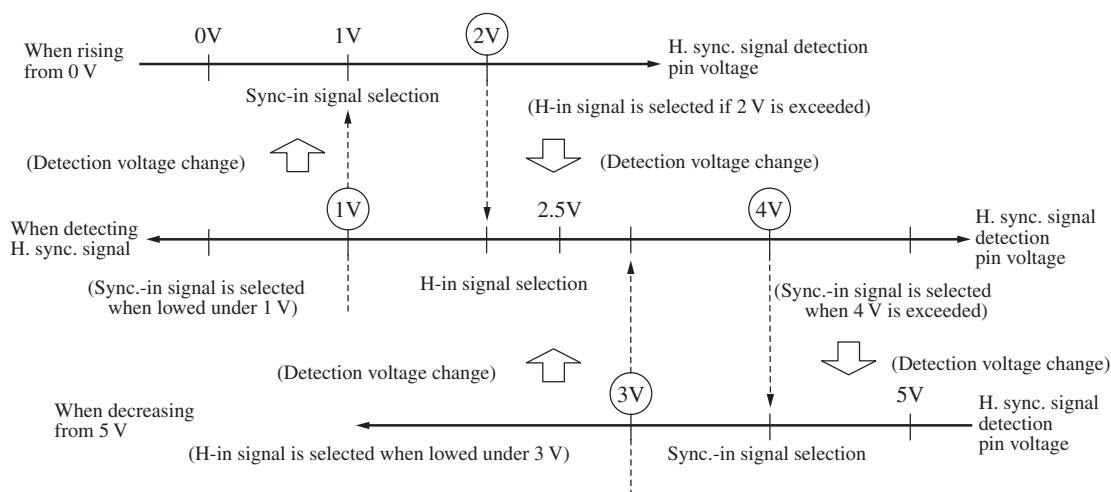 0V 1V 2V
When rising
from 0 V
H. sync. signal detection
pin voltage
Sync-in signal selection
(H-in signal is selected if 2 V is exceeded)
(Detection voltage change)
(Detection voltage change)
1V 2.5V 4V
When detecting
H. sync. signal
H. sync. signal
detection
pin voltage
(Sync.-in signal is selected
when lowed under 1 V)
H-in signal selection
(Sync.-in signal is selected
when 4 V is exceeded)
(Detection voltage change)
(Detection voltage change)
3V 5V
When decreasing
from 5 V
H. sync. signal
detection
pin voltage
(H-in signal is selected when lowed under 3 V)
Sync.-in signal selection